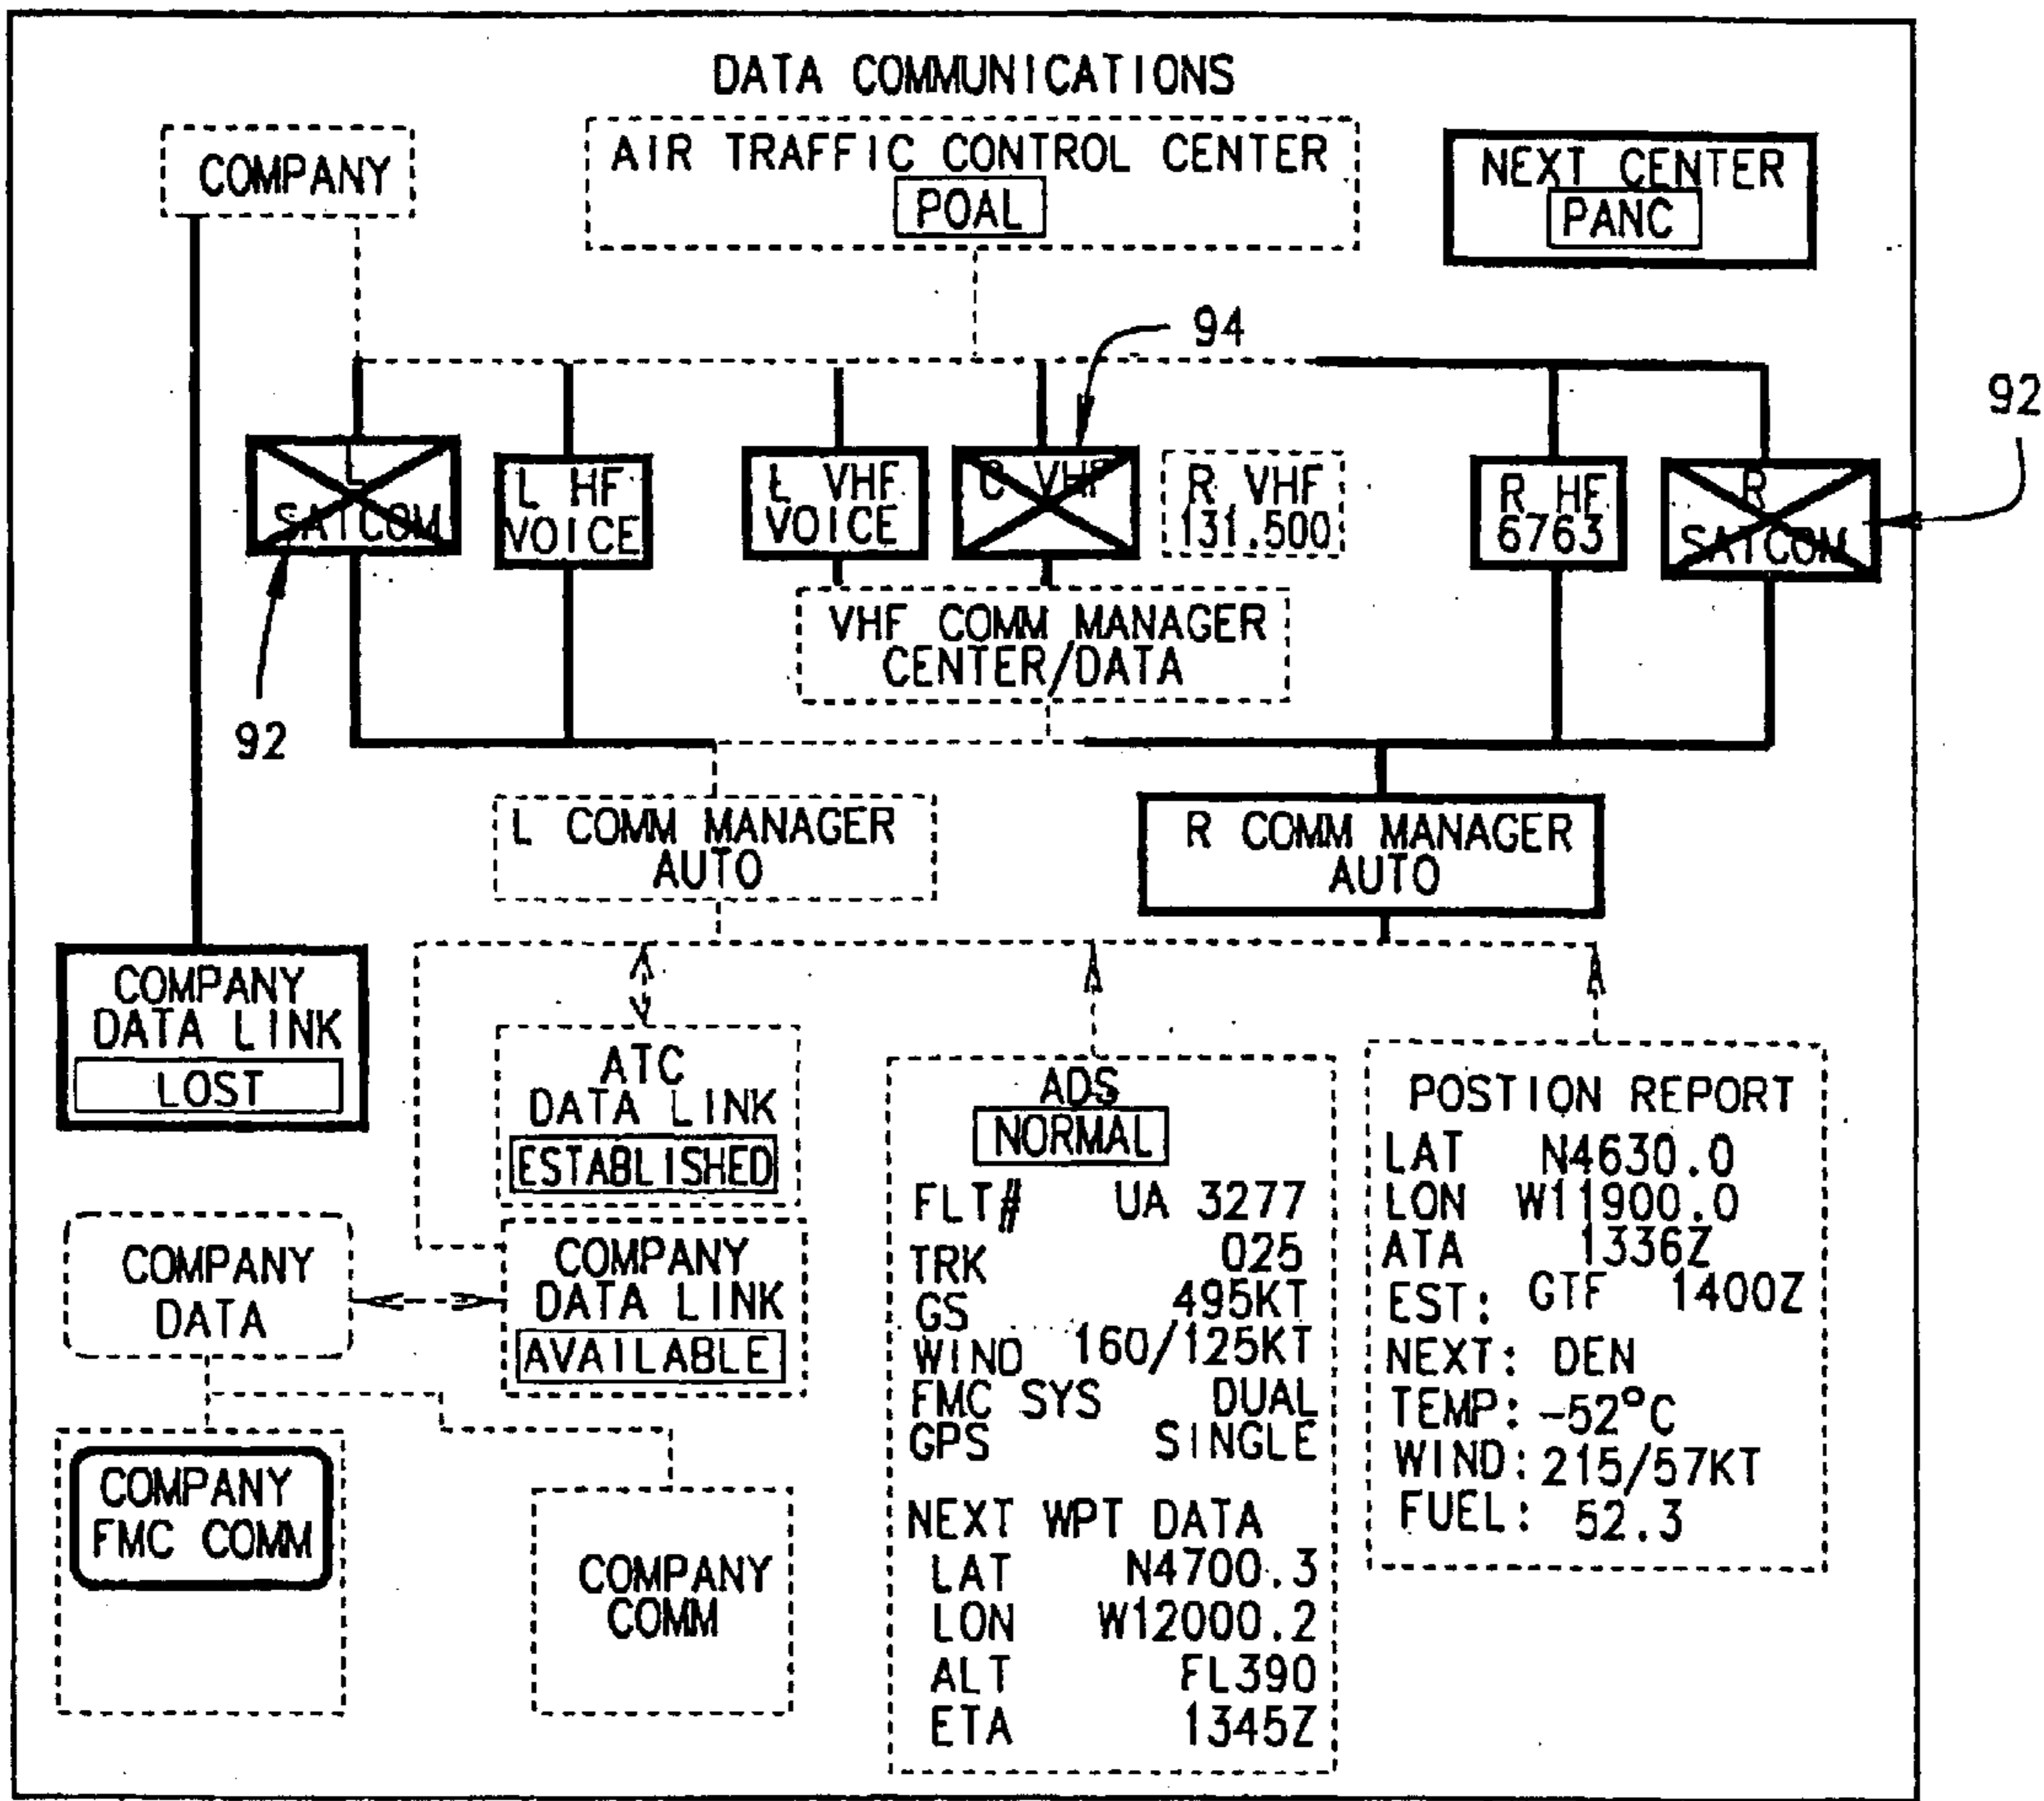 DATA COMMUNICATIONS
COMPANY
AIR TRAFFIC CONTROL CENTER
POAL
NEXT CENTER
PANC
94
92
L
SATCOM
L HF
VOICE
L VHF
VOICE
C VHF
R VHF
131.500
R HF
6763
R
SATCOM
92
VHF COMM MANAGER
CENTER/DATA
L COMM MANAGER
AUTO
R COMM MANAGER
AUTO
COMPANY
DATA LINK
LOST
ATC
DATA LINK
ESTABLISHED
COMPANY
DATA LINK
AVAILABLE
COMPANY
DATA
COMPANY
FMC COMM
COMPANY
COMM
ADS
NORMAL
FLT# UA 3277
TRK 025
GS 495KT
WIND 160/125KT
FMC SYS DUAL
GPS SINGLE
NEXT WPT DATA
LAT N4700.3
LON W12000.2
ALT FL390
ETA 1345Z
POSTION REPORT
LAT N4630.0
LON W11900.0
ATA 1336Z
EST: GTF 1400Z
NEXT: DEN
TEMP: -52°C
WIND: 215/57KT
FUEL: 52.3